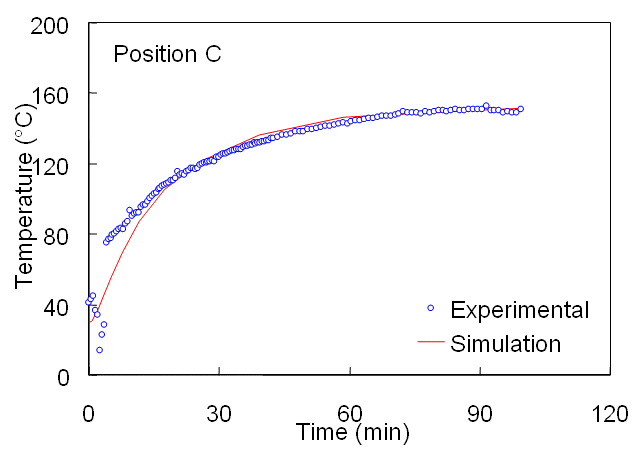 200
Position C
160
120
80
40
0
Temperature (°C)
Experimental
Simulation
0 30 60 90 120
Time (min)